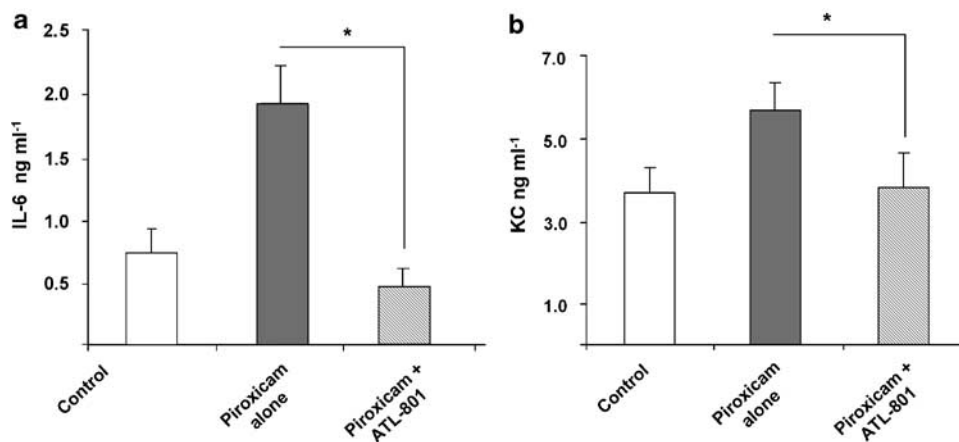 a
IL-6 ng ml-1
2.5
2.0
1.5
1.0
0.5
*
Control
Piroxicam
alone
Piroxicam +
ATL-801
b
KC ng ml-1
7.0
5.0
3.0
1.0
*
Control
Piroxicam
alone
Piroxicam +
ATL-801